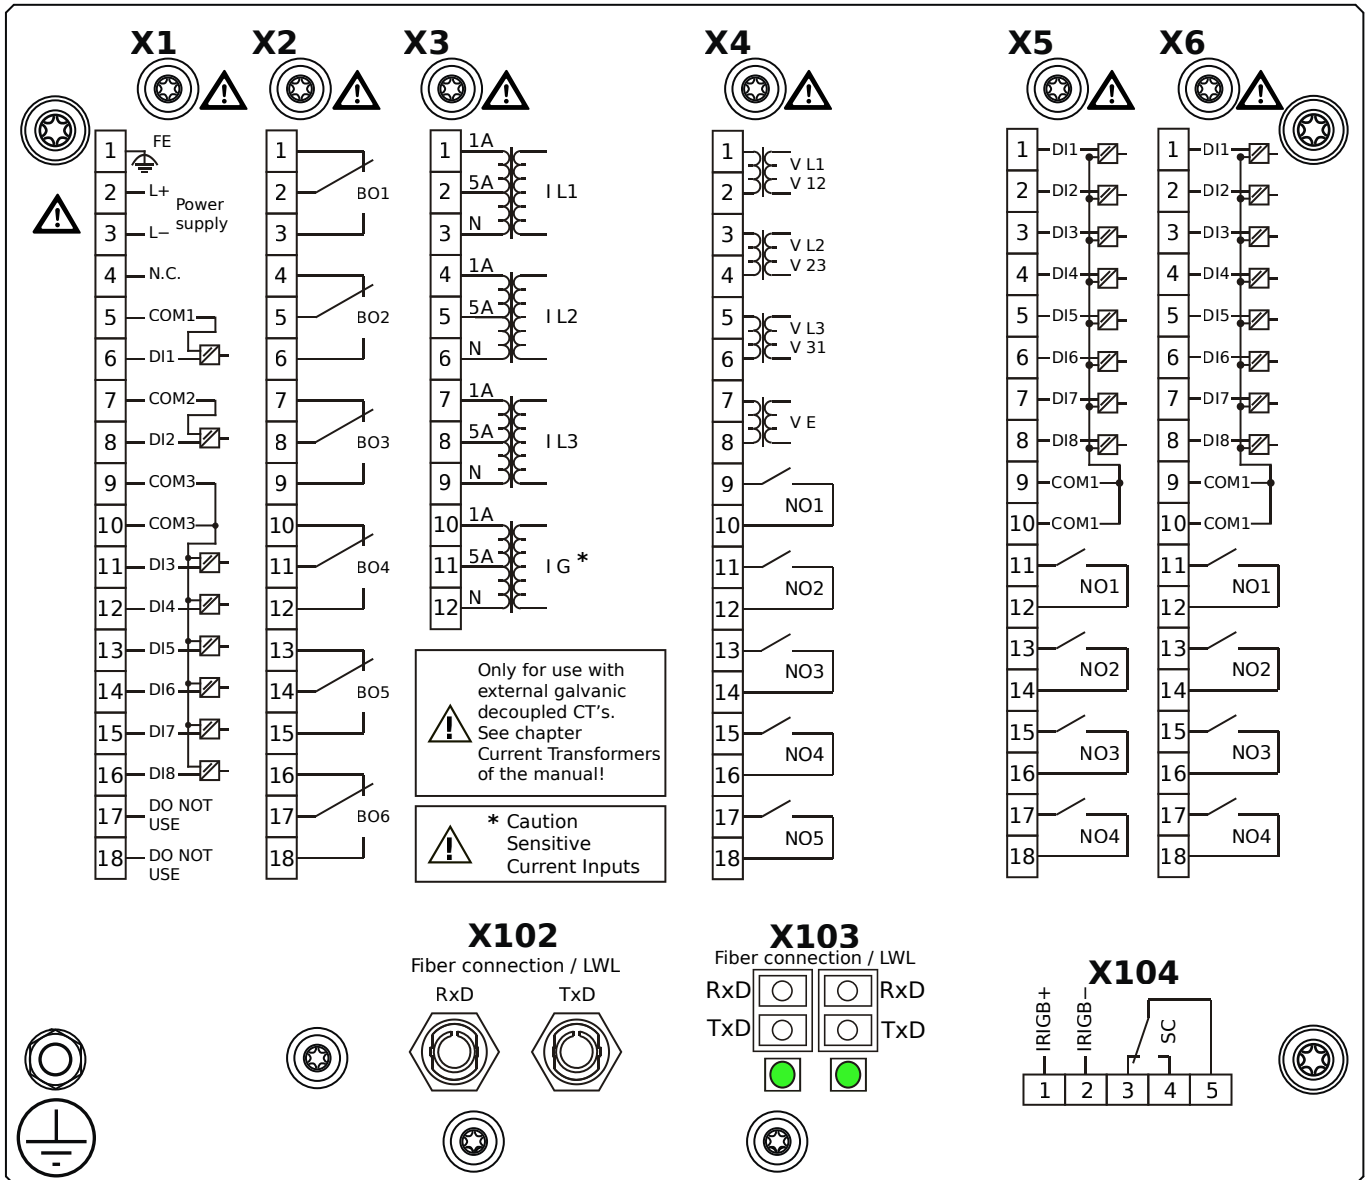 X1 X2 X3 X4 X5 X6
1 FE
2 L+
Power
supply
3 L−
4 N.C.
5 COM1
6 DI1
7 COM2
8 DI2
9 COM3
10 COM3
11 DI3
12 DI4
13 DI5
14 DI6
15 DI7
16 DI8
17 DO NOT
USE
18 DO NOT
USE
1
2 BO1
3
4
5 BO2
6
7
8 BO3
9
10
11 BO4
12
13
14 BO5
15
16
17 BO6
18
1 1A
2 5A I L1
3 N
4 1A
5 5A I L2
6 N
7 1A
8 5A I L3
9 N
10 1A
11 5A I G *
12 N
Only for use with
external galvanic
decoupled CT's.
See chapter
Current Transformers
of the manual!
* Caution
Sensitive
Current Inputs
1 V L1
2 V 12
3 V L2
4 V 23
5 V L3
6 V 31
7
V E
8
9
NO1
10
11
NO2
12
13
NO3
14
15
NO4
16
17
NO5
18
1 DI1
2 DI2
3 DI3
4 DI4
5 DI5
6 DI6
7 DI7
8 DI8
9 COM1
10 COM1
11
NO1
12
13
NO2
14
15
NO3
16
17
NO4
18
1 DI1
2 DI2
3 DI3
4 DI4
5 DI5
6 DI6
7 DI7
8 DI8
9 COM1
10 COM1
11
NO1
12
13
NO2
14
15
NO3
16
17
NO4
18
X102
Fiber connection / LWL
RxD TxD
X103
Fiber connection / LWL
RxD RxD
TxD TxD
X104
IRIGB+ IRIGB− SC
1 2 3 4 5